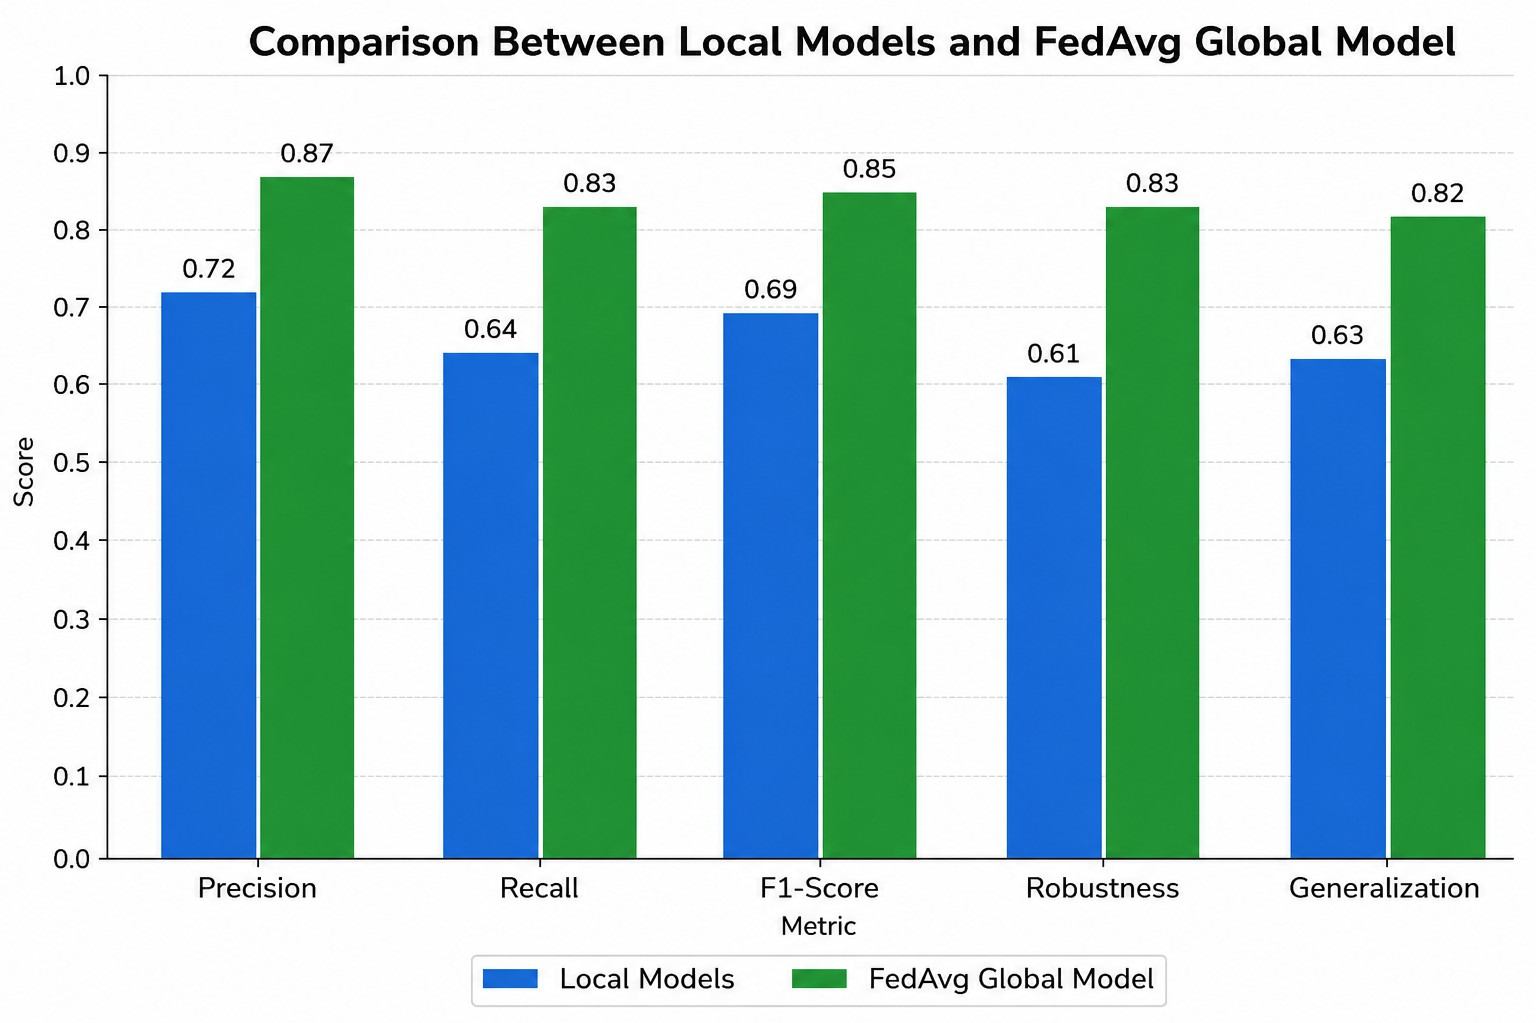 Comparison Between Local Models and FedAvg Global Model
1.0
0.9
0.8
0.7
0.6
0.5
0.4
0.3
0.2
0.1
0.0
Score
0.72
0.87
0.64
0.83
0.69
0.85
0.61
0.83
0.63
0.82
Precision
Recall
F1-Score
Robustness
Generalization
Metric
Local Models
FedAvg Global Model